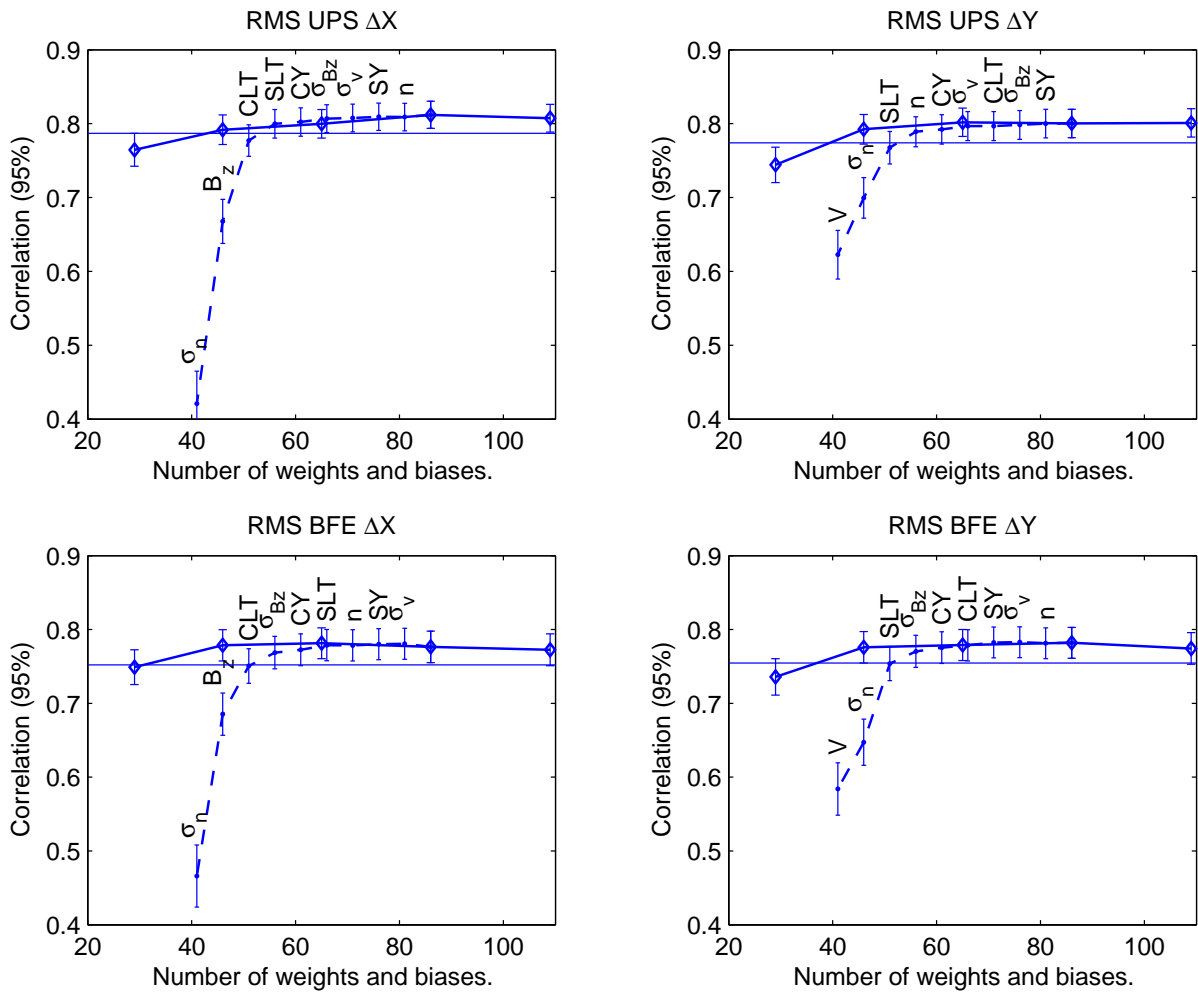 RMS UPS ΔX
Correlation (95%)
0.9
0.8
0.7
0.6
0.5
0.4
σn
Bz
CLT
SLT
CY
σBz
σv
SY
n
20 40 60 80 100
Number of weights and biases.
RMS UPS ΔY
Correlation (95%)
0.9
0.8
0.7
0.6
0.5
0.4
V
σn
SLT
n
CY
σv
CLT
σBz
SY
20 40 60 80 100
Number of weights and biases.
RMS BFE ΔX
Correlation (95%)
0.9
0.8
0.7
0.6
0.5
0.4
σn
Bz
CLT
σBz
CY
SLT
n
SY
σv
20 40 60 80 100
Number of weights and biases.
RMS BFE ΔY
Correlation (95%)
0.9
0.8
0.7
0.6
0.5
0.4
V
σn
SLT
σBz
CY
CLT
SY
σv
n
20 40 60 80 100
Number of weights and biases.